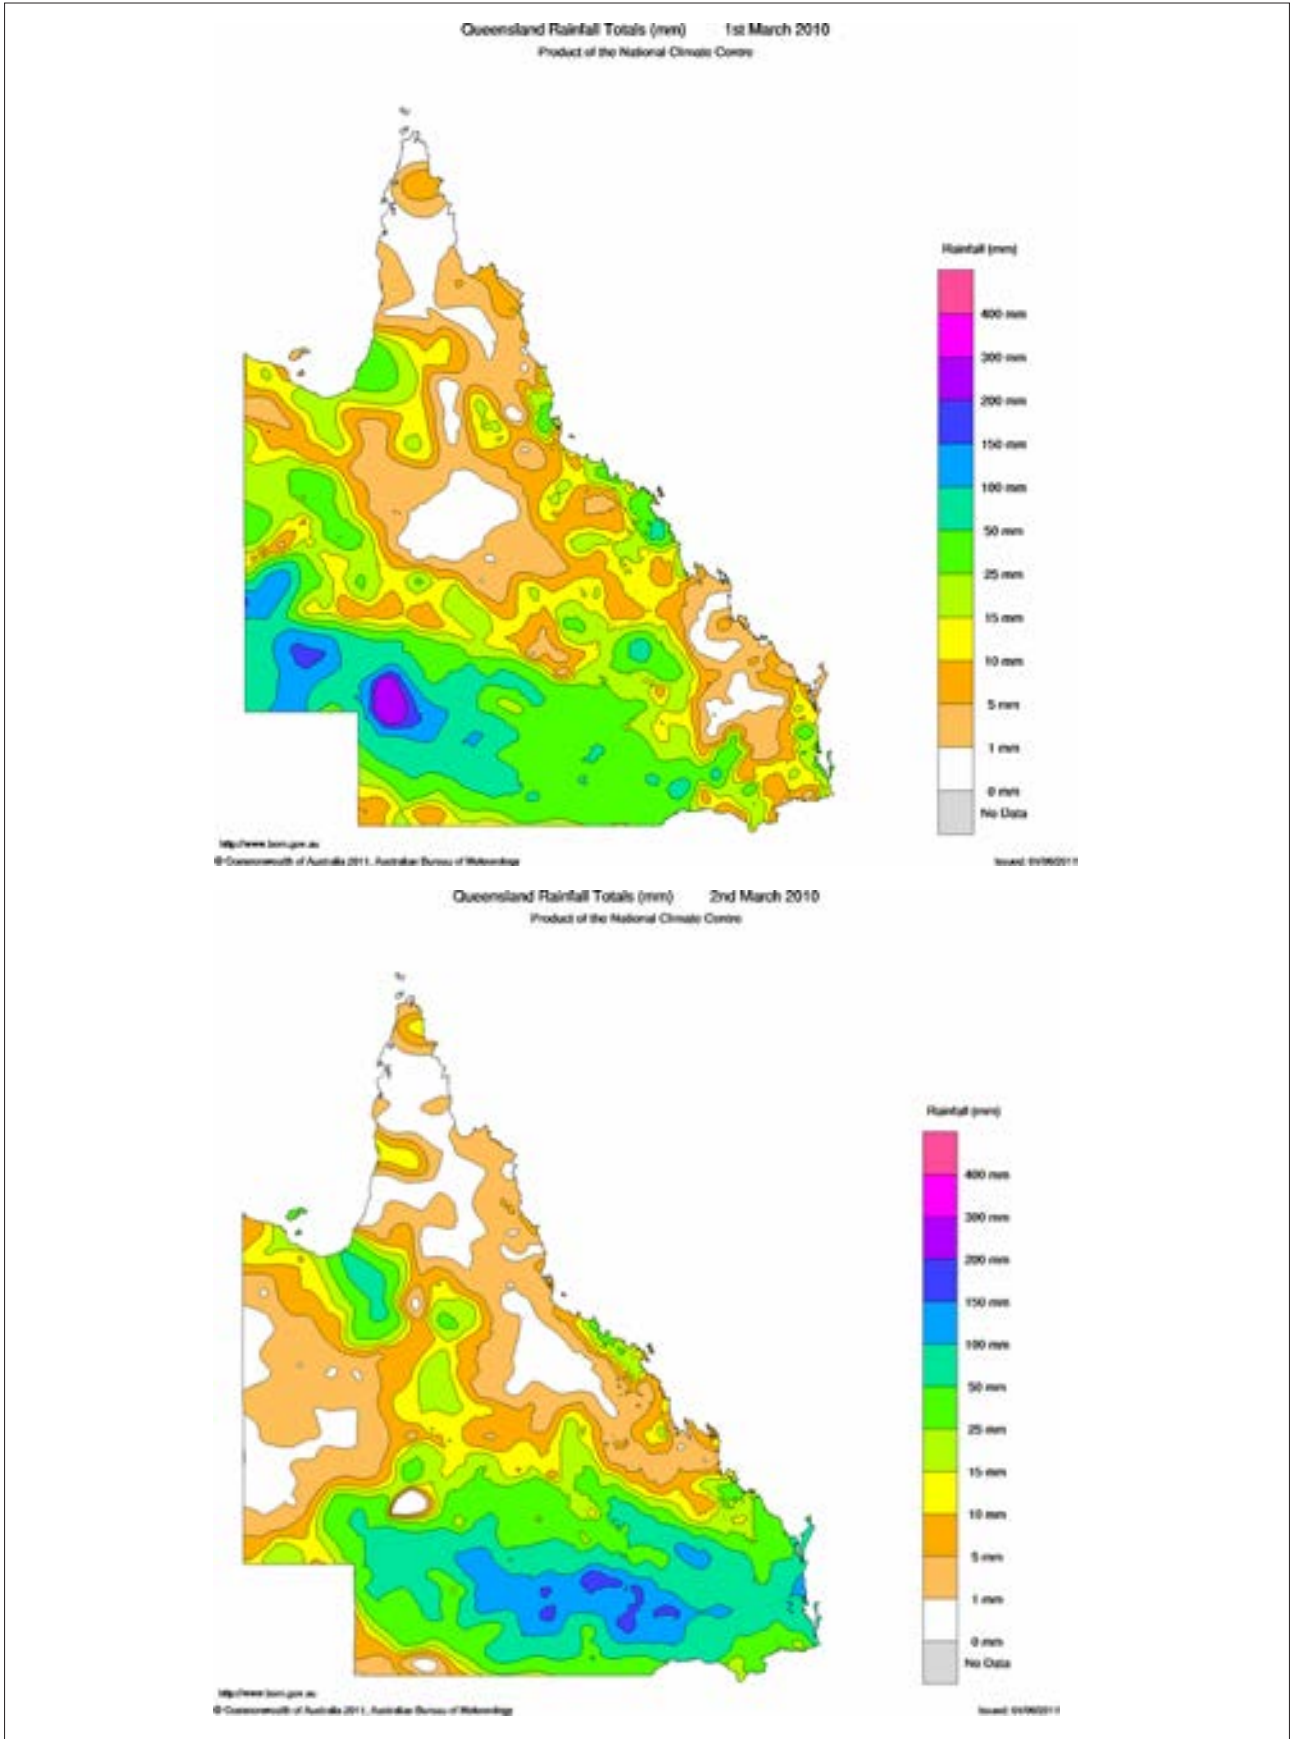 Queensland Rainfall Totals (mm) 1st March 2010
Product of the National Climate Centre
Rainfall (mm)
400 mm
300 mm
200 mm
150 mm
100 mm
50 mm
25 mm
15 mm
10 mm
5 mm
1 mm
0 mm
No Data
http://www.bom.gov.au
© Commonwealth of Australia 2011, Australian Bureau of Meteorology
Issued:
Queensland Rainfall Totals (mm) 2nd March 2010
Product of the National Climate Centre
Rainfall (mm)
400 mm
300 mm
200 mm
150 mm
100 mm
50 mm
25 mm
15 mm
10 mm
5 mm
1 mm
0 mm
No Data
http://www.bom.gov.au
© Commonwealth of Australia 2011, Australian Bureau of Meteorology
Issued: